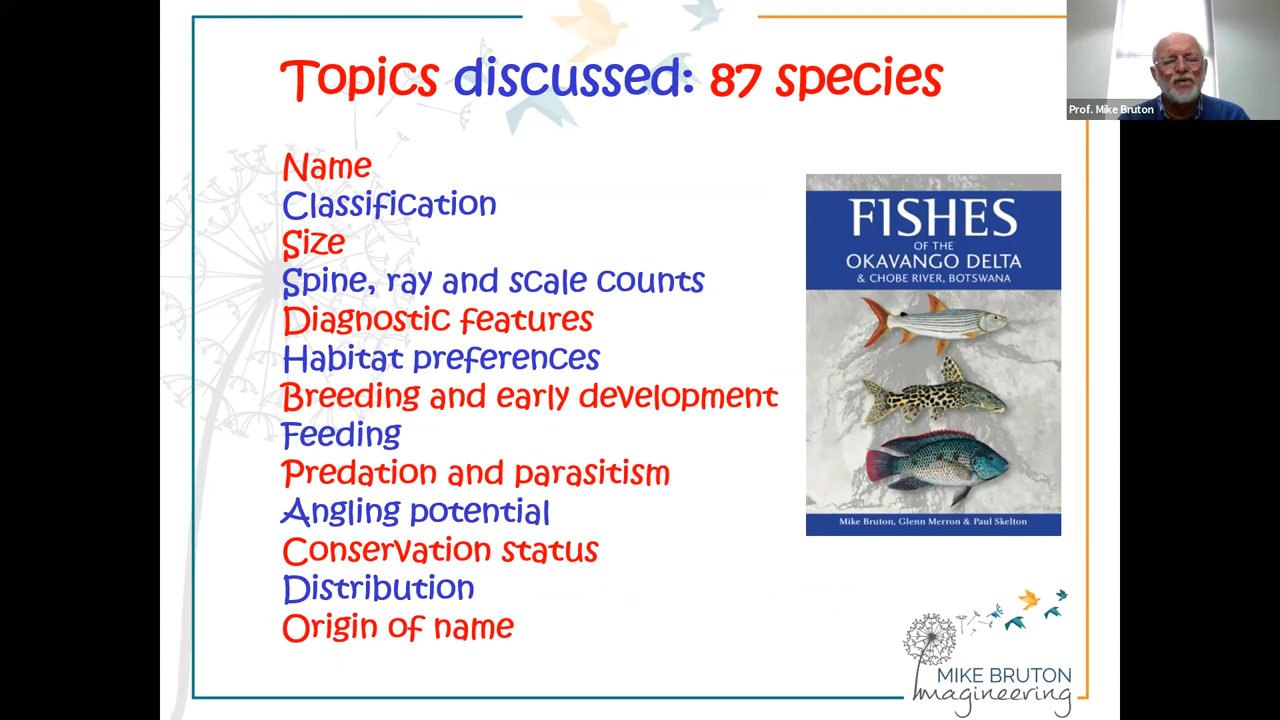 Topics discussed: 87 species
Prof. Mike Bruton
Name
Classification
Size
Spine, ray and scale counts
Diagnostic features
Habitat preferences
Breeding and early development
Feeding
Predation and parasitism
Angling potential
Conservation status
Distribution
Origin of name
FISHES
OF THE
OKAVANGO DELTA
& CHOBE RIVER, BOTSWANA
Mike Bruton, Glenn Merron & Paul Skelton
MIKE BRUTON
Imagineering